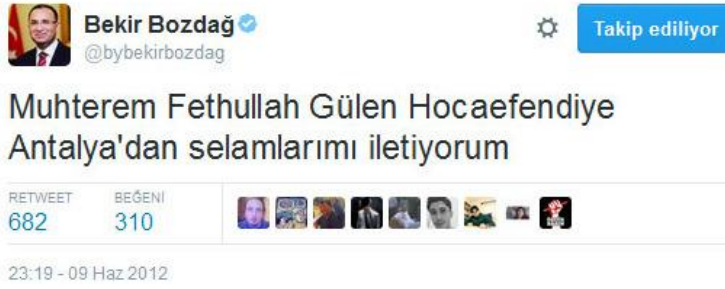 Bekir Bozdağ
@bybekirbozdag
Takip ediliyor
Muhterem Fethullah Gülen Hocaefendiye
Antalya'dan selamlarımı iletiyorum
RETWEET BEĞENİ
682 310
23:19 - 09 Haz 2012